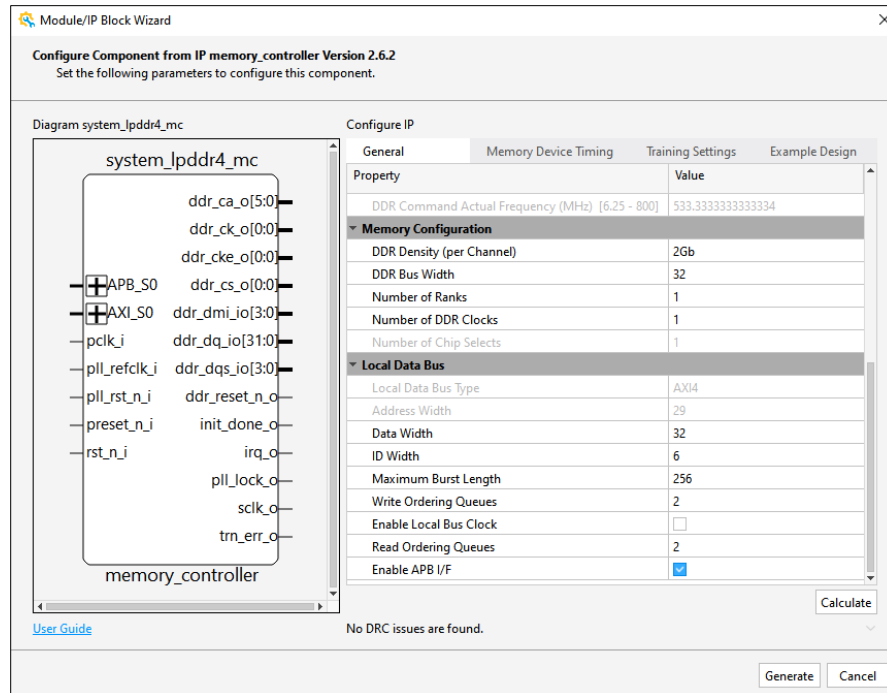 Module/IP Block Wizard
Configure Component from IP memory_controller Version 2.6.2
Set the following parameters to configure this component.
Diagram system_lpddr4_mc
system_lpddr4_mc
ddr_ca_o[5:0]
ddr_ck_o[0:0]
ddr_cke_o[0:0]
APB_S0 ddr_cs_o[0:0]
AXI_S0 ddr_dmi_io[3:0]
pclk_i ddr_dq_io[31:0]
pll_refclk_i ddr_dqs_io[3:0]
pll_rst_n_i ddr_reset_n_o
preset_n_i init_done_o
rst_n_i irq_o
pll_lock_o
sclk_o
trn_err_o
memory_controller
User Guide
Configure IP
General Memory Device Timing Training Settings Example Design
Property Value
DDR Command Actual Frequency (MHz) [6.25 - 800] 533.3333333333334
Memory Configuration
DDR Density (per Channel) 2Gb
DDR Bus Width 32
Number of Ranks 1
Number of DDR Clocks 1
Number of Chip Selects 1
Local Data Bus
Local Data Bus Type AXI4
Address Width 29
Data Width 32
ID Width 6
Maximum Burst Length 256
Write Ordering Queues 2
Enable Local Bus Clock
Read Ordering Queues 2
Enable APB I/F
Calculate
No DRC issues are found.
Generate Cancel